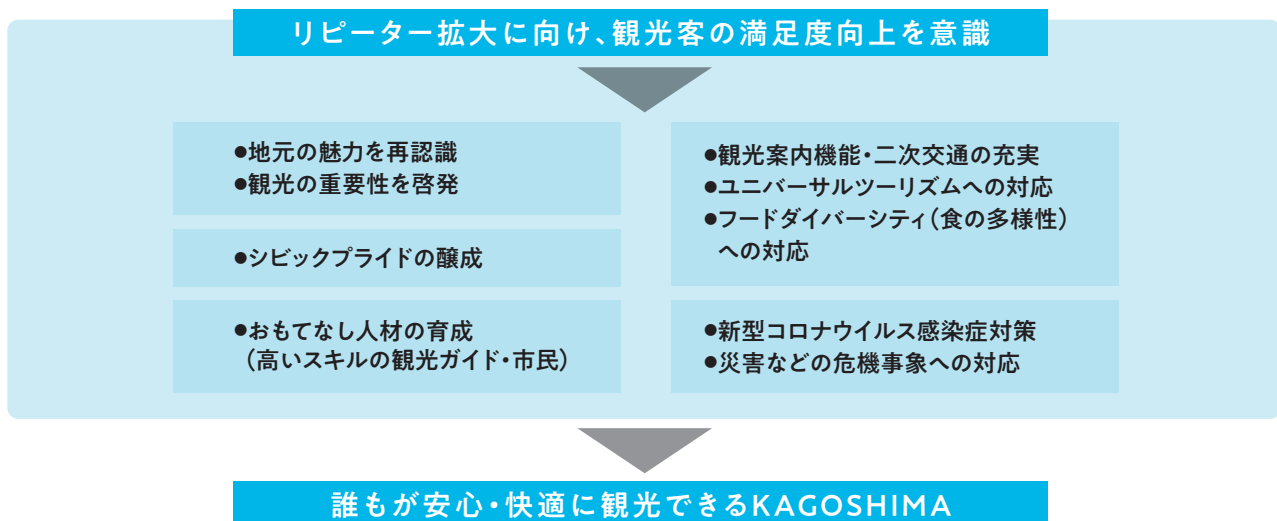 リピーター拡大に向け、観光客の満足度向上を意識
●地元の魅力を再認識
●観光の重要性を啓発
●シビックプライドの醸成
●おもてなし人材の育成
（高いスキルの観光ガイド・市民）
●観光案内機能・二次交通の充実
●ユニバーサルツーリズムへの対応
●フードダイバーシティ（食の多様性）
への対応
●新型コロナウイルス感染症対策
●災害などの危機事象への対応
誰もが安心・快適に観光できるKAGOSHIMA